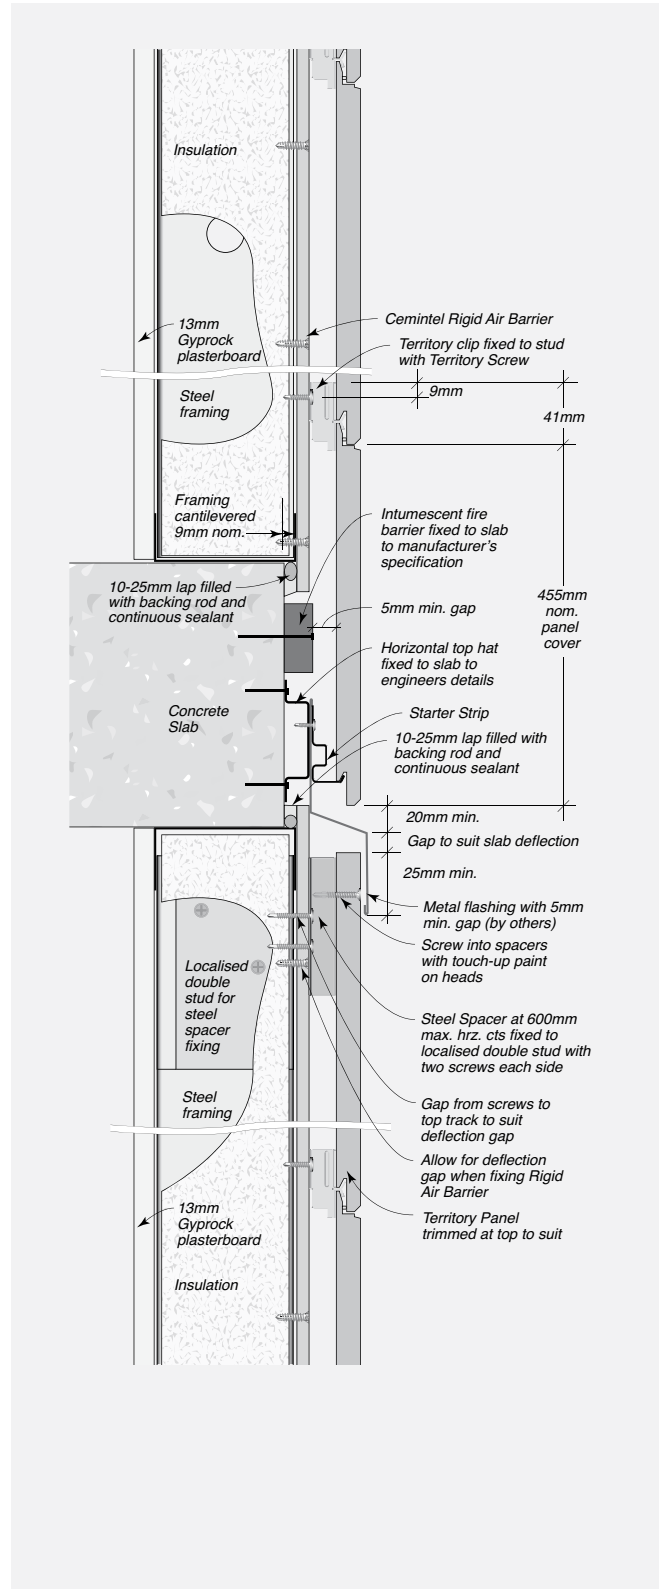 Insulation
13mm
Gyprock
plasterboard
Steel
framing
Cemintel Rigid Air Barrier
Territory clip fixed to stud
with Territory Screw
9mm
41mm
Framing
cantilevered
9mm nom.
Intumescent fire
barrier fixed to slab
to manufacturer's
specification
10-25mm lap filled
with backing rod and
continuous sealant
5mm min. gap
455mm
nom.
panel
cover
Horizontal top hat
fixed to slab to
engineers details
Concrete
Slab
Starter Strip
10-25mm lap filled with
backing rod and
continuous sealant
20mm min.
Gap to suit slab deflection
25mm min.
Metal flashing with 5mm
min. gap (by others)
Screw into spacers
with touch-up paint
on heads
Localised
double
stud for
steel
spacer
fixing
Steel Spacer at 600mm
max. hrz. cts fixed to
localised double stud with
two screws each side
Steel
framing
Gap from screws to
top track to suit
deflection gap
Allow for deflection
gap when fixing Rigid
Air Barrier
13mm
Gyprock
plasterboard
Territory Panel
trimmed at top to suit
Insulation